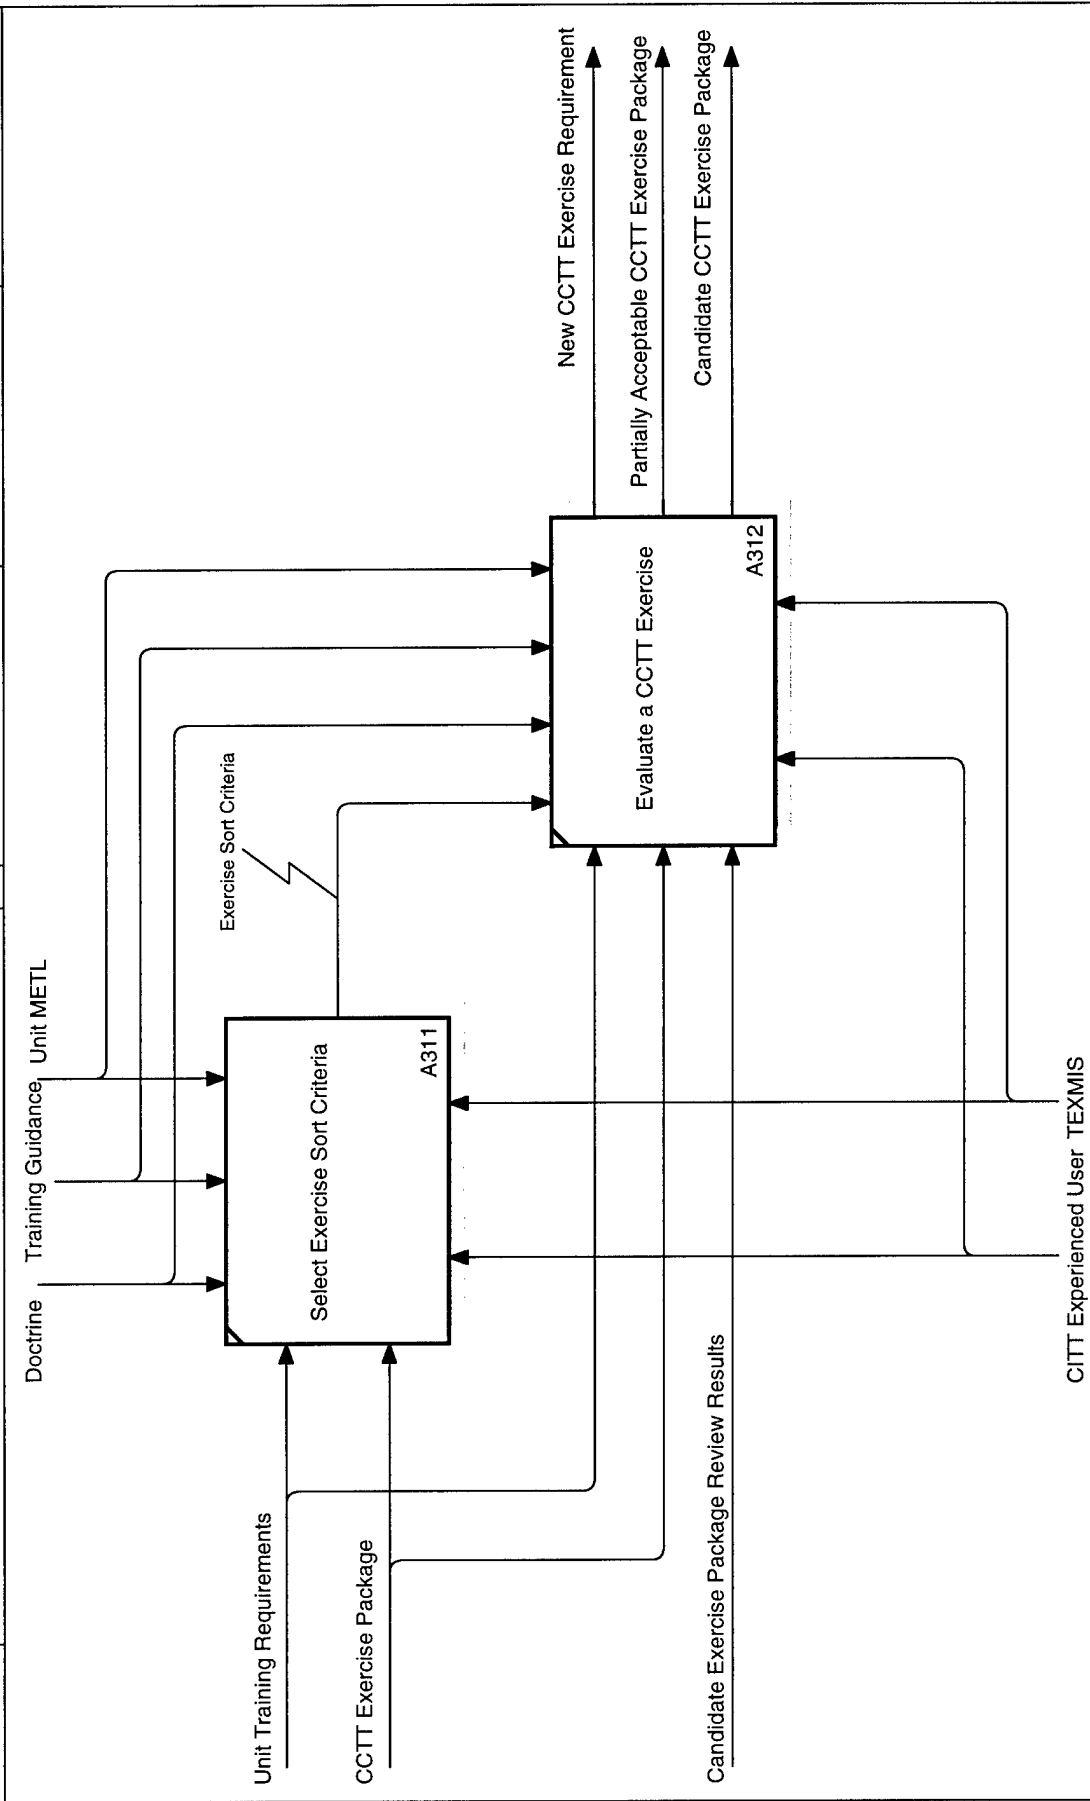 Doctrine
Training Guidance
Unit METL
Unit Training Requirements
CCTT Exercise Package
Candidate Exercise Package Review Results
Select Exercise Sort Criteria
A311
Exercise Sort Criteria
Evaluate a CCTT Exercise
A312
New CCTT Exercise Requirement
Partially Acceptable CCTT Exercise Package
Candidate CCTT Exercise Package
CITT Experienced User
TEXMIS